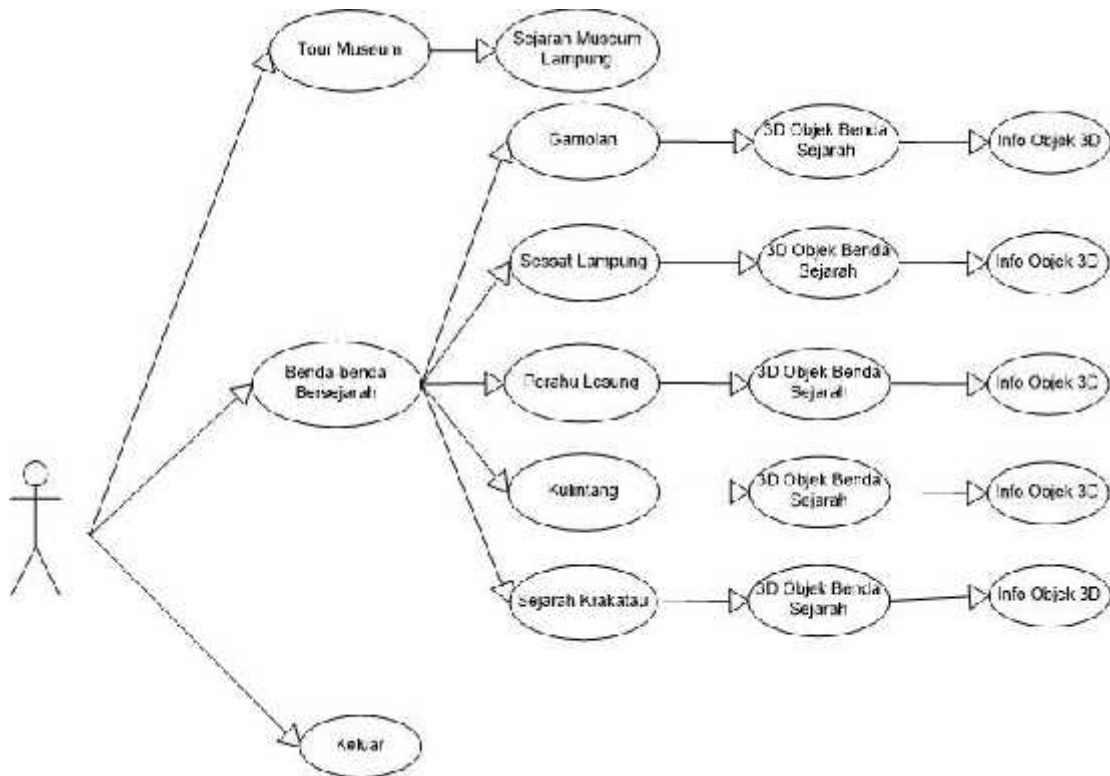 Tour Museum
Sejarah Museum
Lampung
Gamolan
3D Objek Benda
Sejarah
Info Objek 3D
Sessat Lampung
3D Objek Benda
Sejarah
Info Objek 3D
Benda benda
Bersejarah
Perahu Lesung
3D Objek Benda
Sejarah
Info Objek 3D
Kulintang
3D Objek Benda
Sejarah
Info Objek 3D
Sejarah Krakatau
3D Objek Benda
Sejarah
Info Objek 3D
Keluar